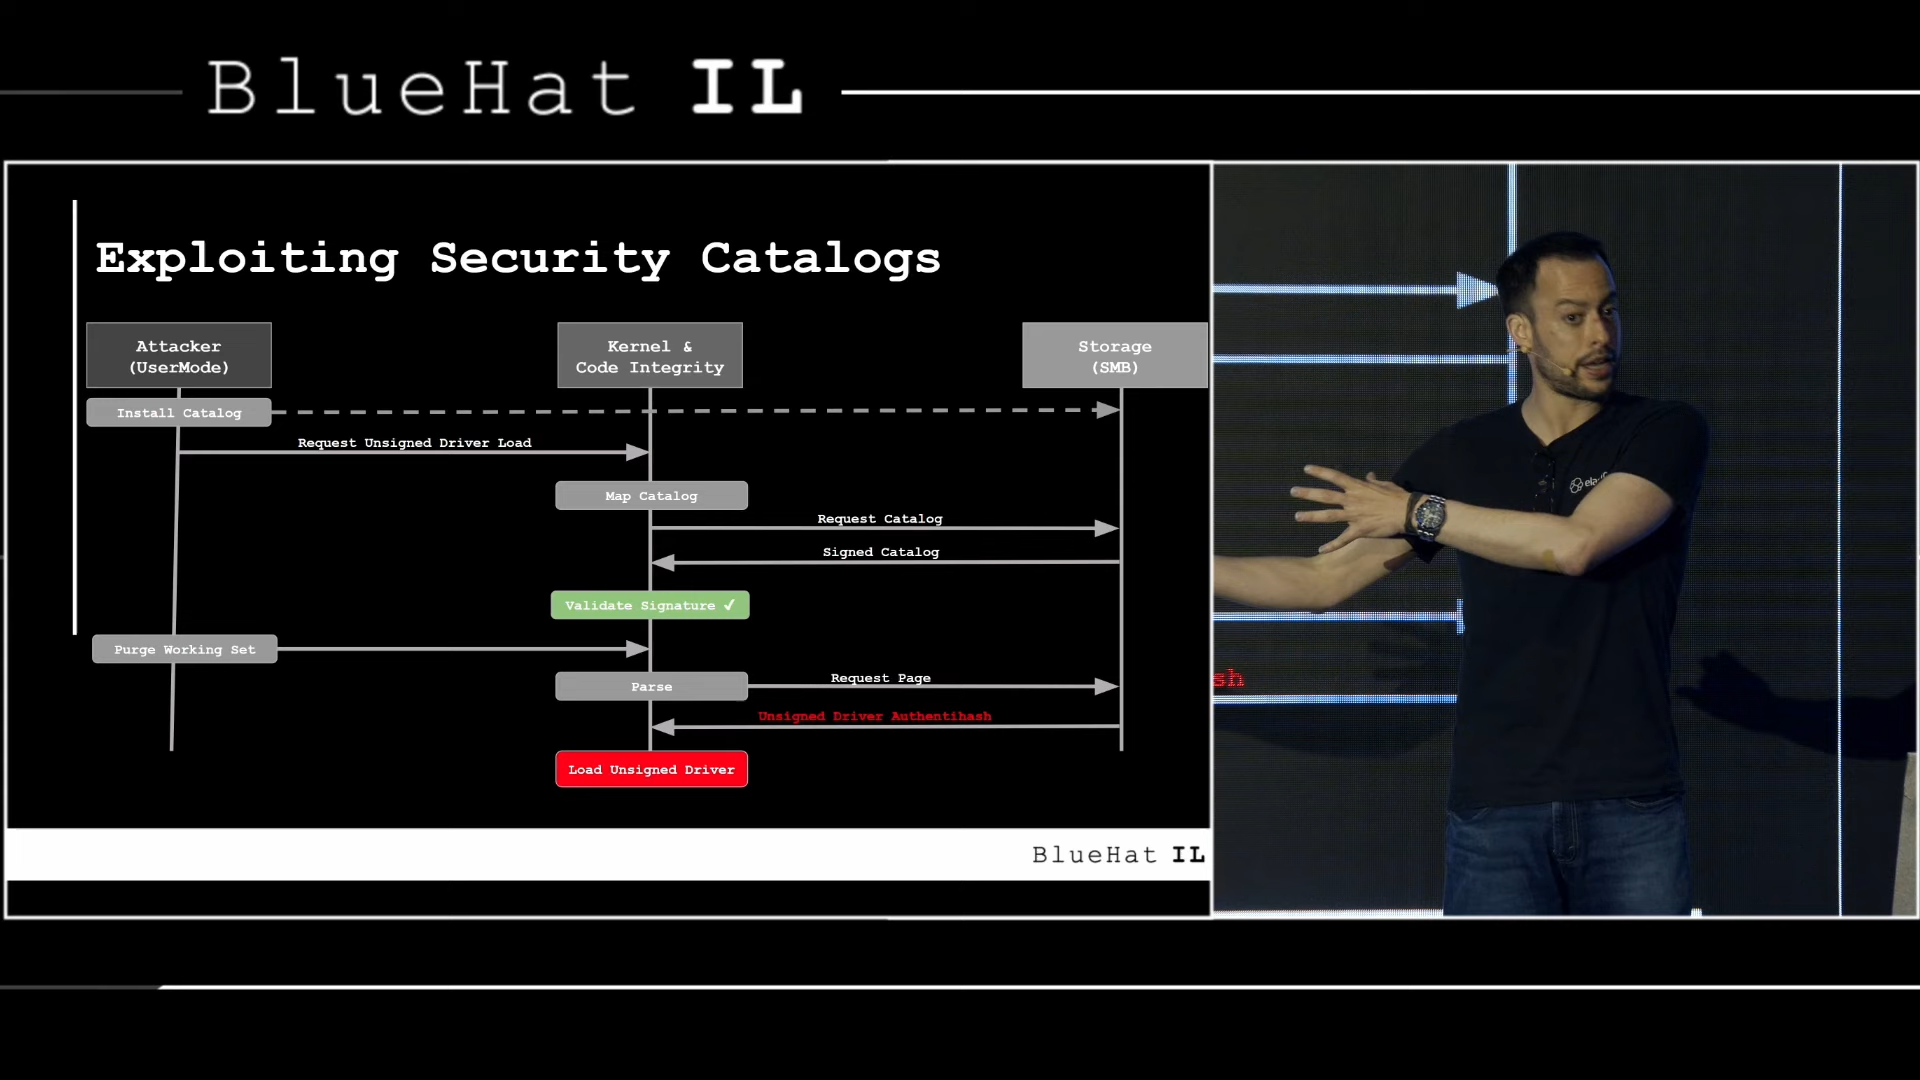 BlueHat IL
Exploiting Security Catalogs
Attacker
(UserMode)
Kernel &
Code Integrity
Storage
(SMB)
Install Catalog
Request Unsigned Driver Load
Map Catalog
Request Catalog
Signed Catalog
Validate Signature ✓
Purge Working Set
Parse
Request Page
Unsigned Driver Authentihash
Load Unsigned Driver
BlueHat IL
sh